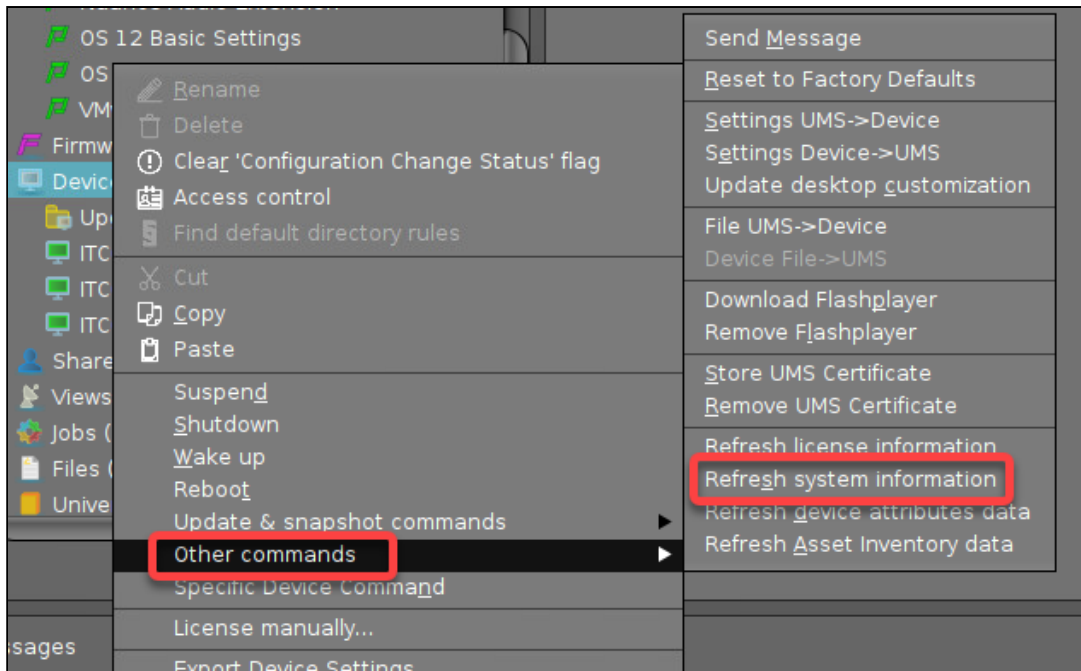 OS 12 Basic Settings
OS
VM
Firmw
Device
Up
ITC
ITC
ITC
Share
Views
Jobs (
Files (
Unive
ssages
Rename
Delete
Clear 'Configuration Change Status' flag
Access control
Find default directory rules
Cut
Copy
Paste
Suspend
Shutdown
Wake up
Reboot
Update & snapshot commands
Other commands
Specific Device Command
License manually...
Export Device Settings
Send Message
Reset to Factory Defaults
Settings UMS->Device
Settings Device->UMS
Update desktop customization
File UMS->Device
Device File->UMS
Download Flashplayer
Remove Flashplayer
Store UMS Certificate
Remove UMS Certificate
Refresh license information
Refresh system information
Refresh device attributes data
Refresh Asset Inventory data